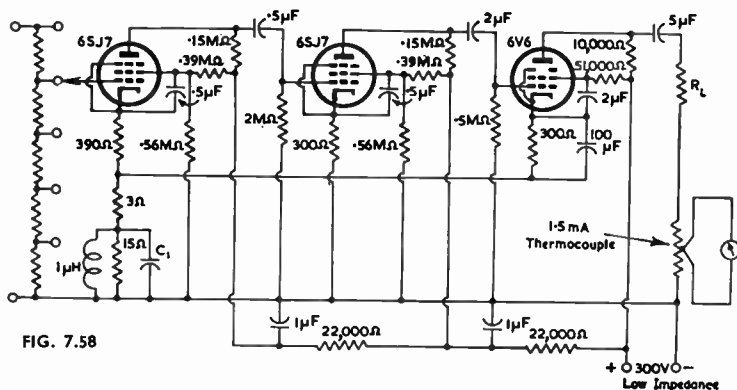 ·5µF
2µF
5µF
6SJ7
·15MΩ
·39MΩ
6SJ7
·15MΩ
·39MΩ
6V6
10,000Ω
51,000Ω
·5µF
·5µF
2µF
R_L
390Ω
2MΩ
300Ω
·5MΩ
300Ω
100
µF
·56MΩ
·56MΩ
3Ω
1·5mA
Thermocouple
15Ω
C₁
1µH
1µF
1µF
22,000Ω
22,000Ω
FIG. 7.58
+ 300V –
Low Impedance